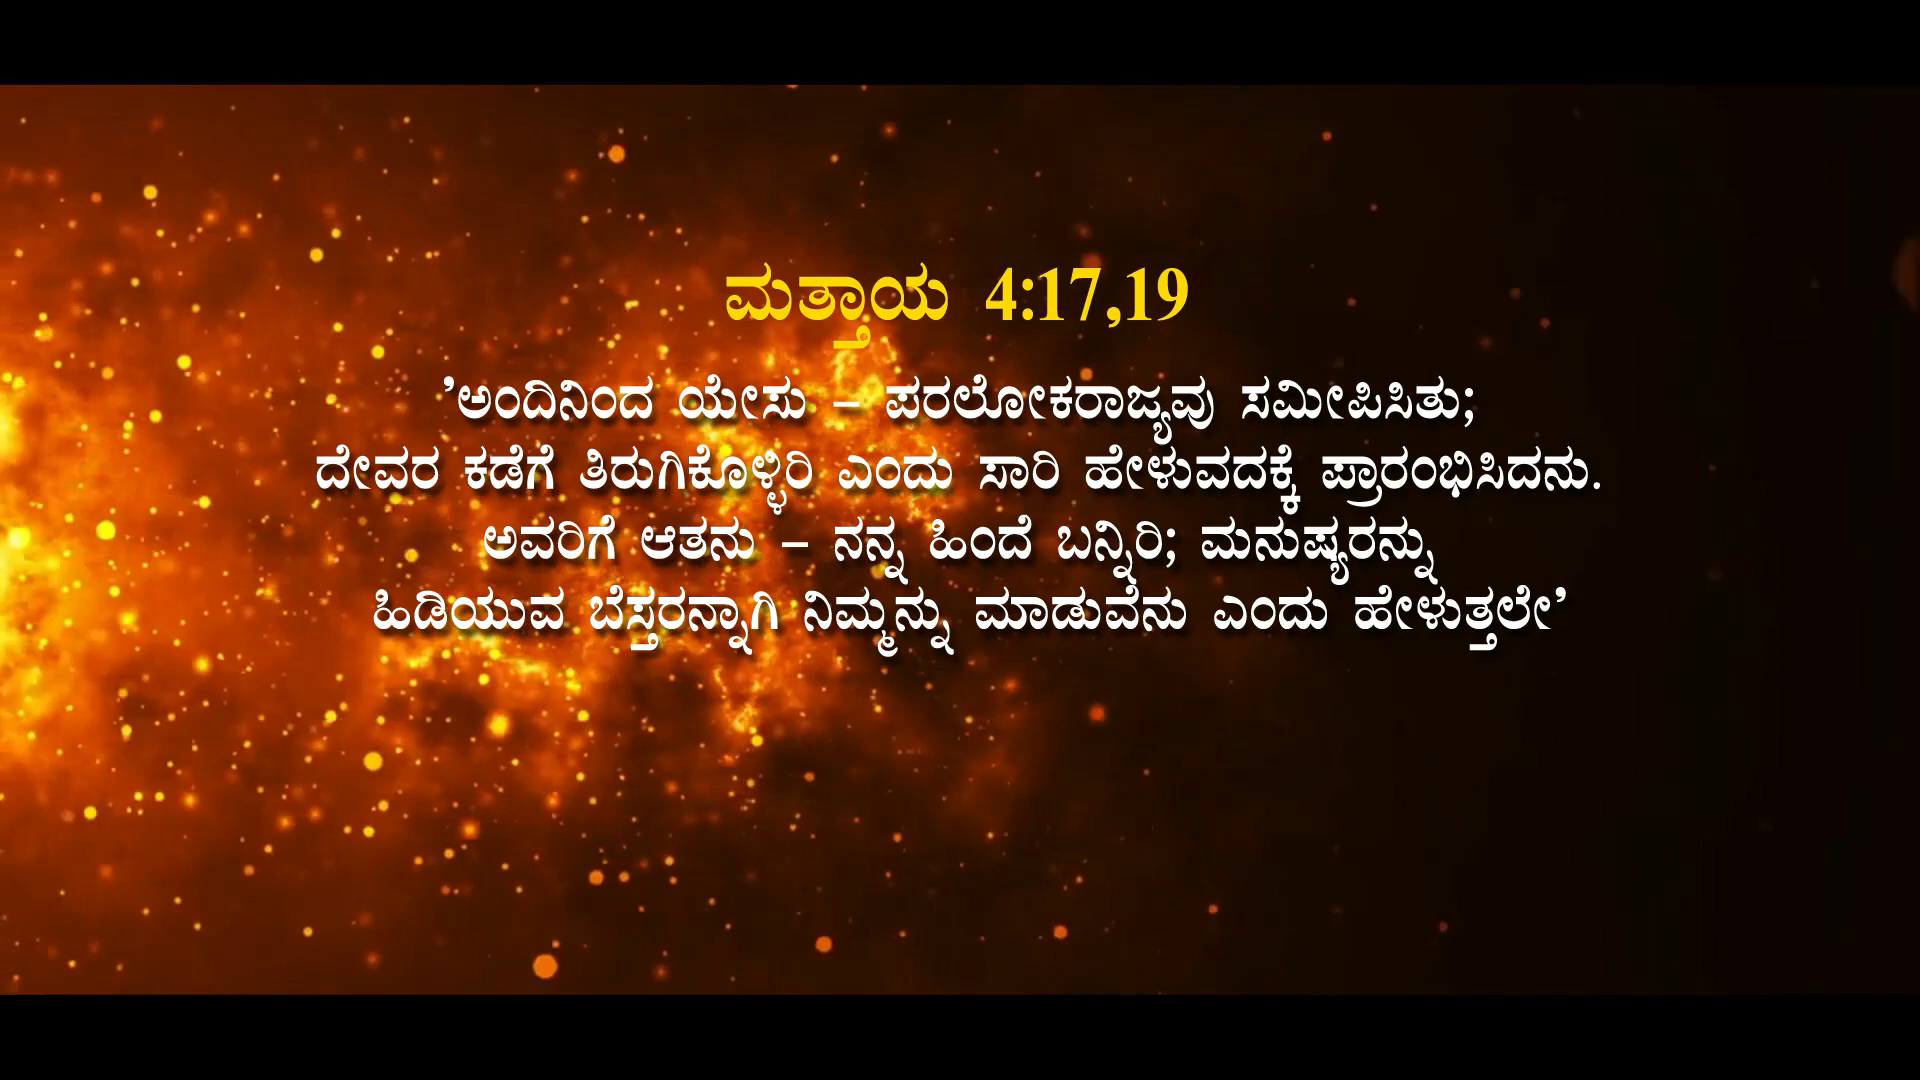 ಮತ್ತಾಯ 4:17,19
’ಅಂದಿನಿಂದ ಯೇಸು – ಪರಲೋಕರಾಜ್ಯವು ಸಮೀಪಿಸಿತು;
ದೇವರ ಕಡೆಗೆ ತಿರುಗಿಕೊಳ್ಳಿರಿ ಎಂದು ಸಾರಿ ಹೇಳುವದಕ್ಕೆ ಪ್ರಾರಂಭಿಸಿದನು.
ಅವರಿಗೆ ಆತನು – ನನ್ನ ಹಿಂದೆ ಬನ್ನಿರಿ; ಮನುಷ್ಯರನ್ನು
ಹಿಡಿಯುವ ಬೆಸ್ತರನ್ನಾಗಿ ನಿಮ್ಮನ್ನು ಮಾಡುವೆನು ಎಂದು ಹೇಳುತ್ತಲೇ’